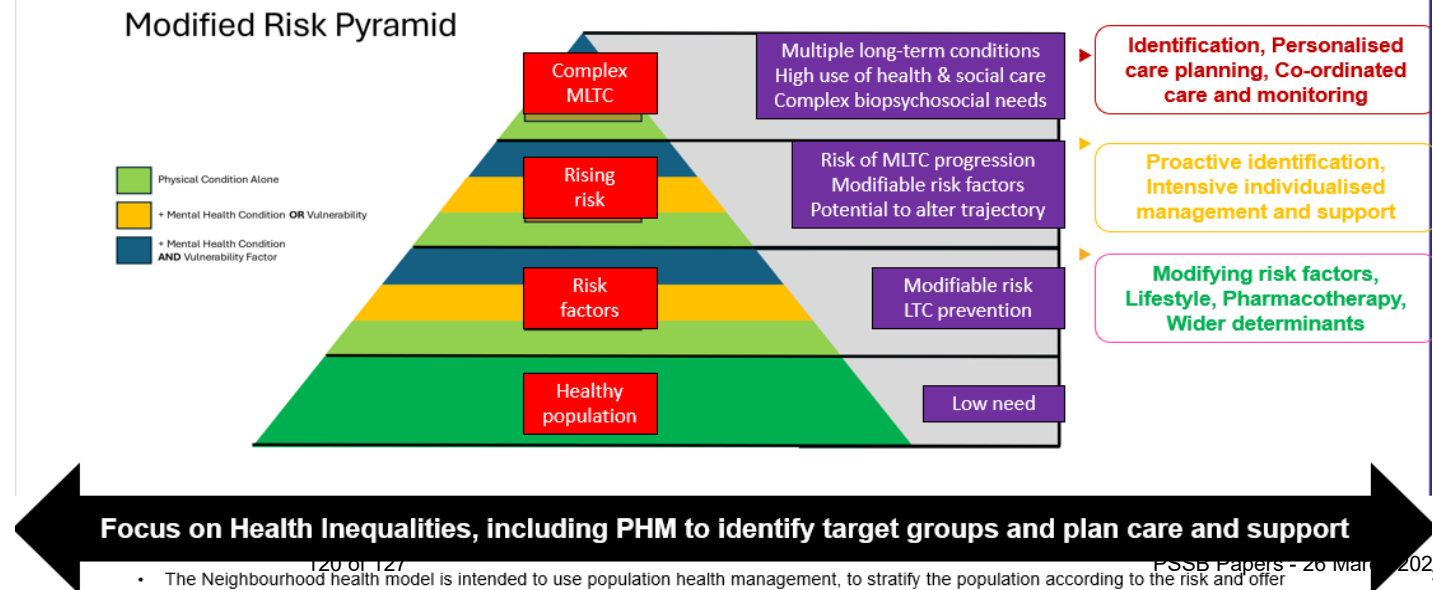 Modified Risk Pyramid
Complex
MLTC
Multiple long-term conditions
High use of health & social care
Complex biopsychosocial needs
Identification, Personalised
care planning, Co-ordinated
care and monitoring
Physical Condition Alone
+ Mental Health Condition OR Vulnerability
+ Mental Health Condition
AND Vulnerability Factor
Rising
risk
Risk of MLTC progression
Modifiable risk factors
Potential to alter trajectory
Proactive identification,
Intensive individualised
management and support
Risk
factors
Modifiable risk
LTC prevention
Modifying risk factors,
Lifestyle, Pharmacotherapy,
Wider determinants
Healthy
population
Low need
Focus on Health Inequalities, including PHM to identify target groups and plan care and support
120 of 127
PSSB Papers - 26 March 202
• The Neighbourhood health model is intended to use population health management, to stratify the population according to the risk and offer